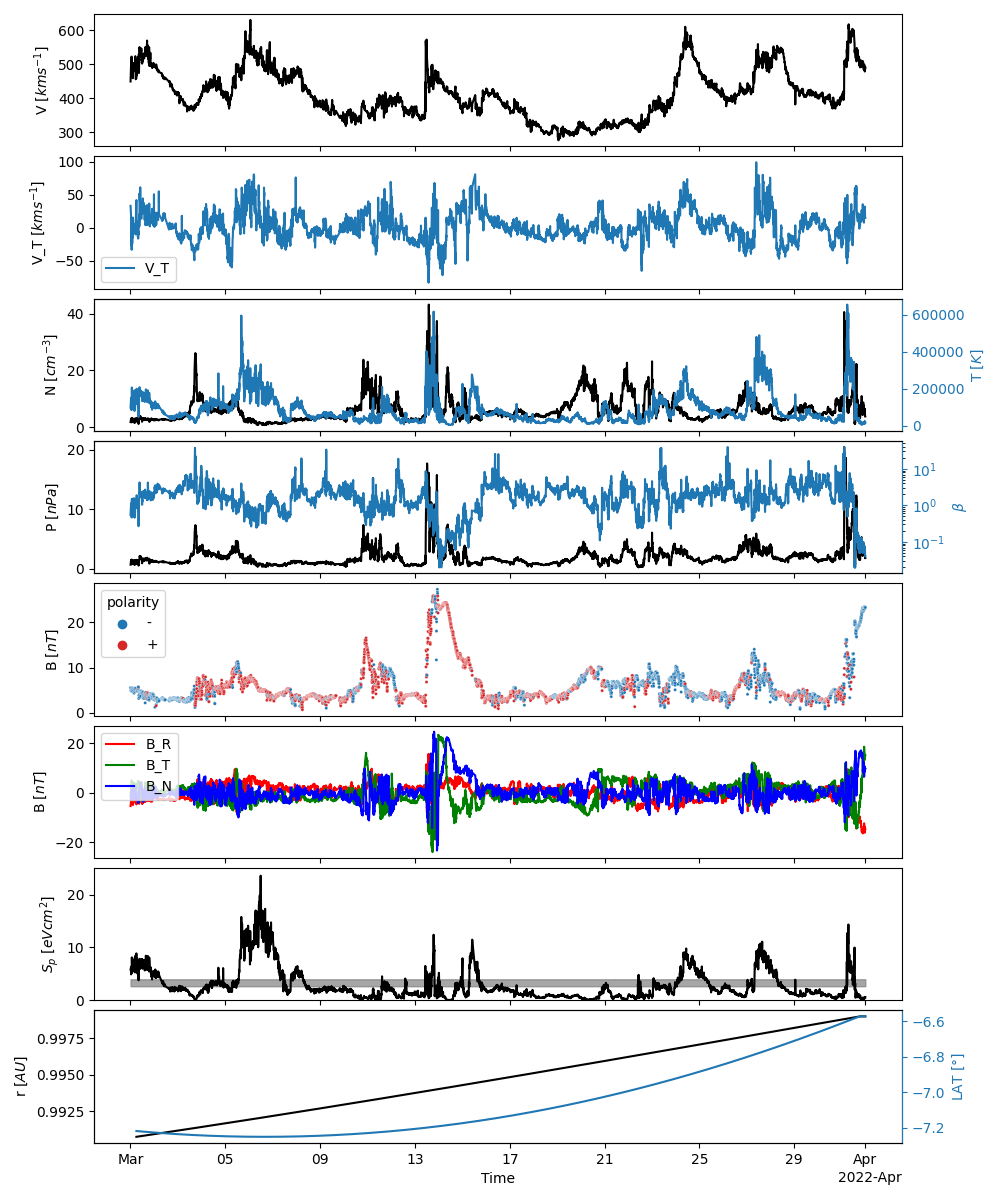 600
500
400
300
V [kms⁻¹]
100
50
0
−50
V_T [kms⁻¹]
V_T
40
20
0
N [cm⁻³]
600000
400000
200000
0
T [K]
20
10
0
P [nPa]
10¹
10⁰
10⁻¹
β
20
10
0
B [nT]
polarity
-
+
20
0
−20
B [nT]
B_R
B_T
B_N
20
10
0
Sₚ [eVcm²]
0.9975
0.9950
0.9925
r [AU]
−6.6
−6.8
−7.0
−7.2
LAT [°]
Mar 05 09 13 17 21 25 29 Apr
Time
2022-Apr